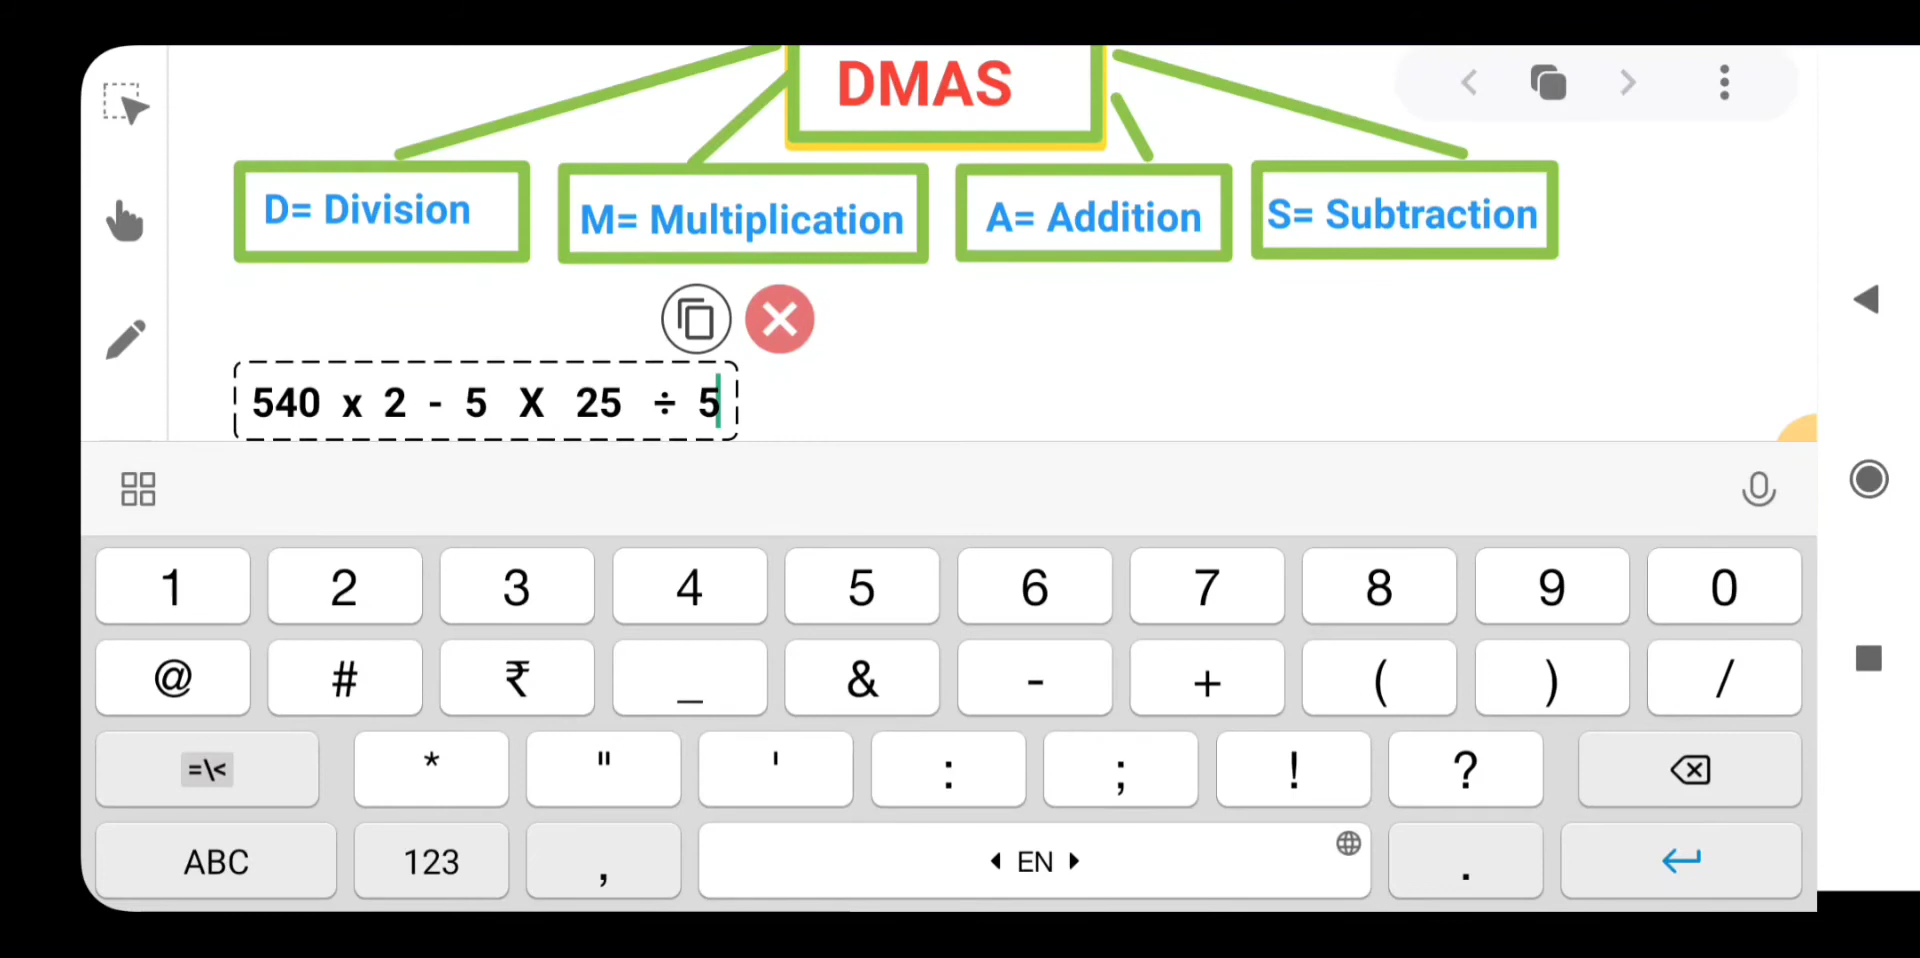 DMAS
D= Division
M= Multiplication
A= Addition
S= Subtraction
540 x 2 - 5 X 25 ÷ 5
1 2 3 4 5 6 7 8 9 0
@ # ₹ _ & - + ( ) /
=\< * " ' : ; ! ?
ABC 123 , EN .